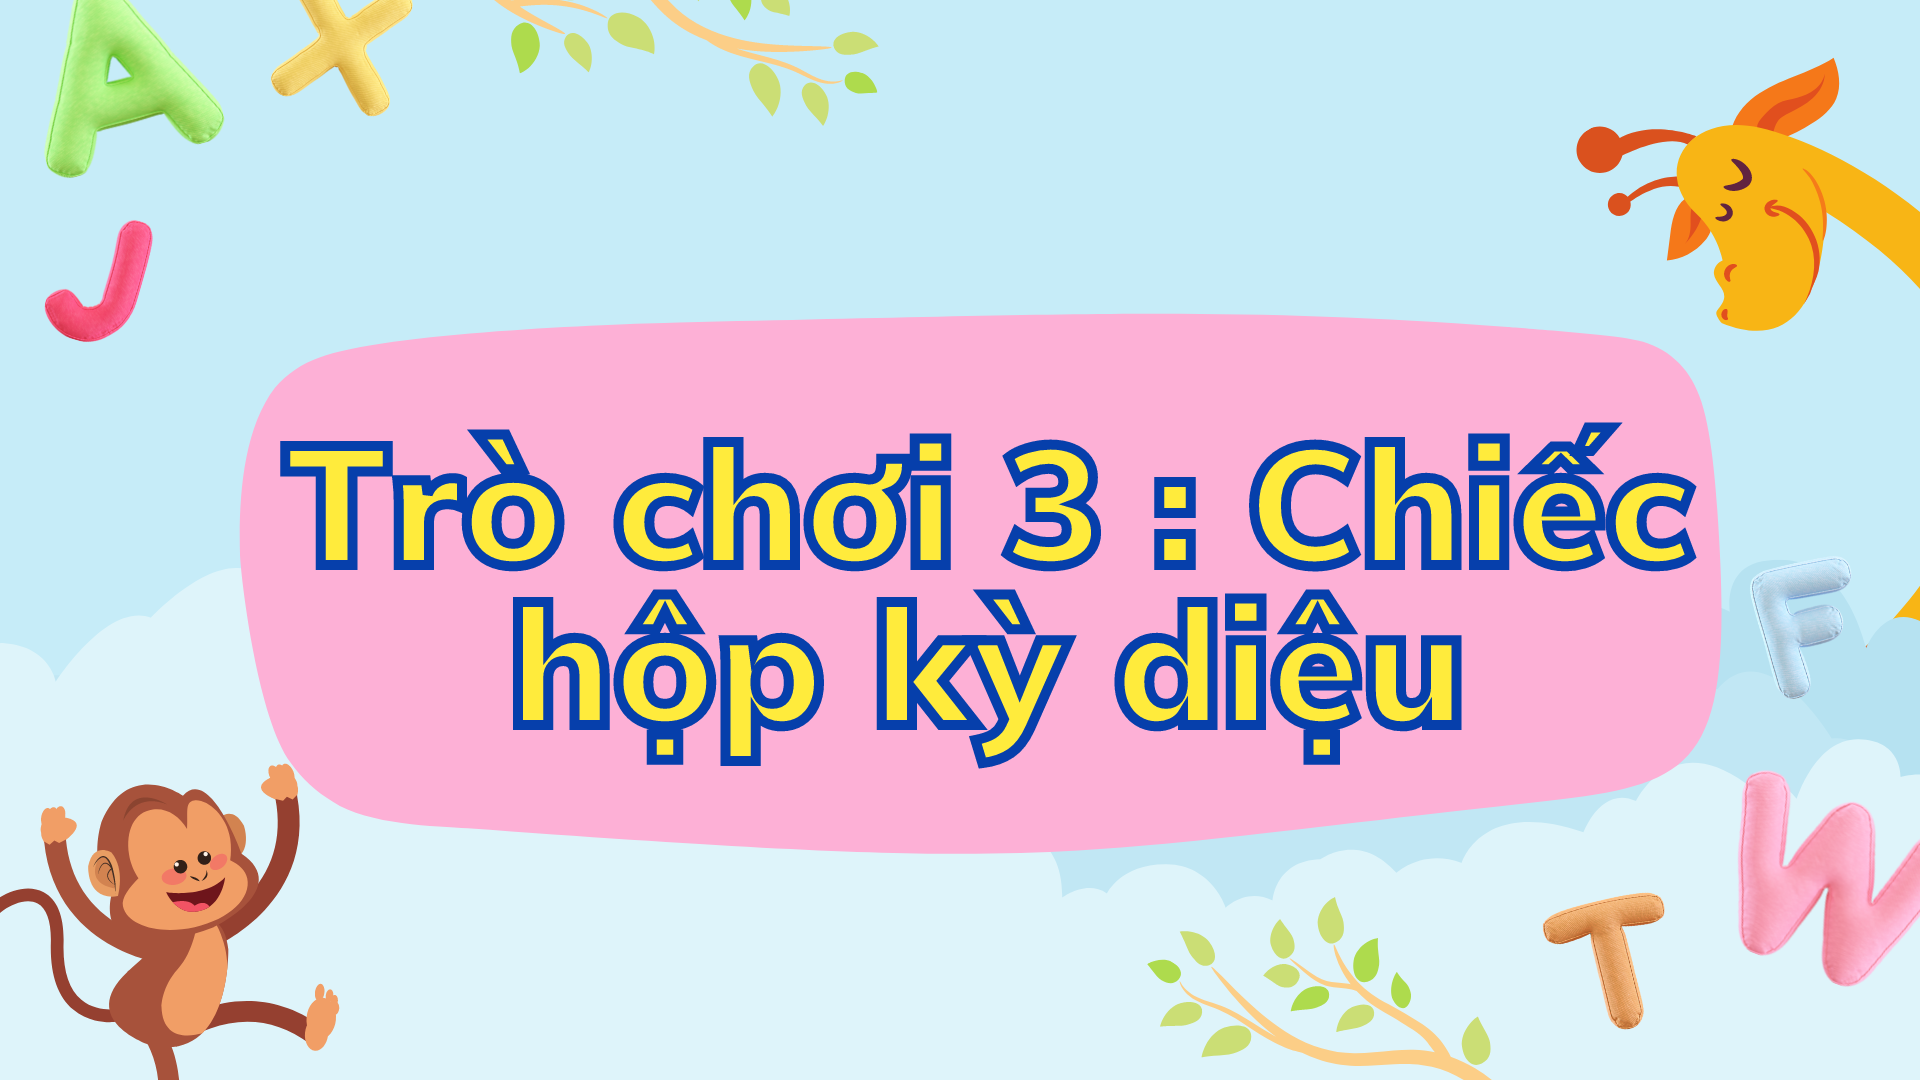 A X
J
Trò chơi 3 : Chiếc
hộp kỳ diệu
F
W
T